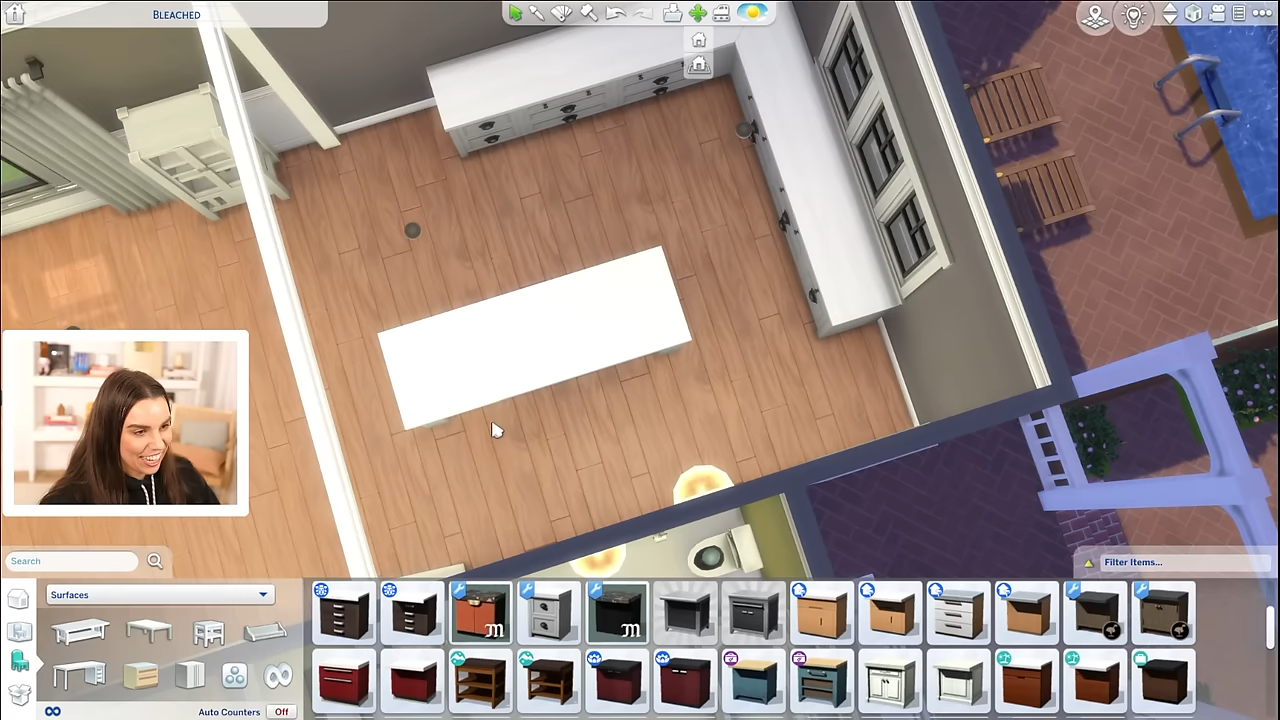 BLEACHED
Search
Filter Items...
Surfaces
m
m
Auto Counters Off